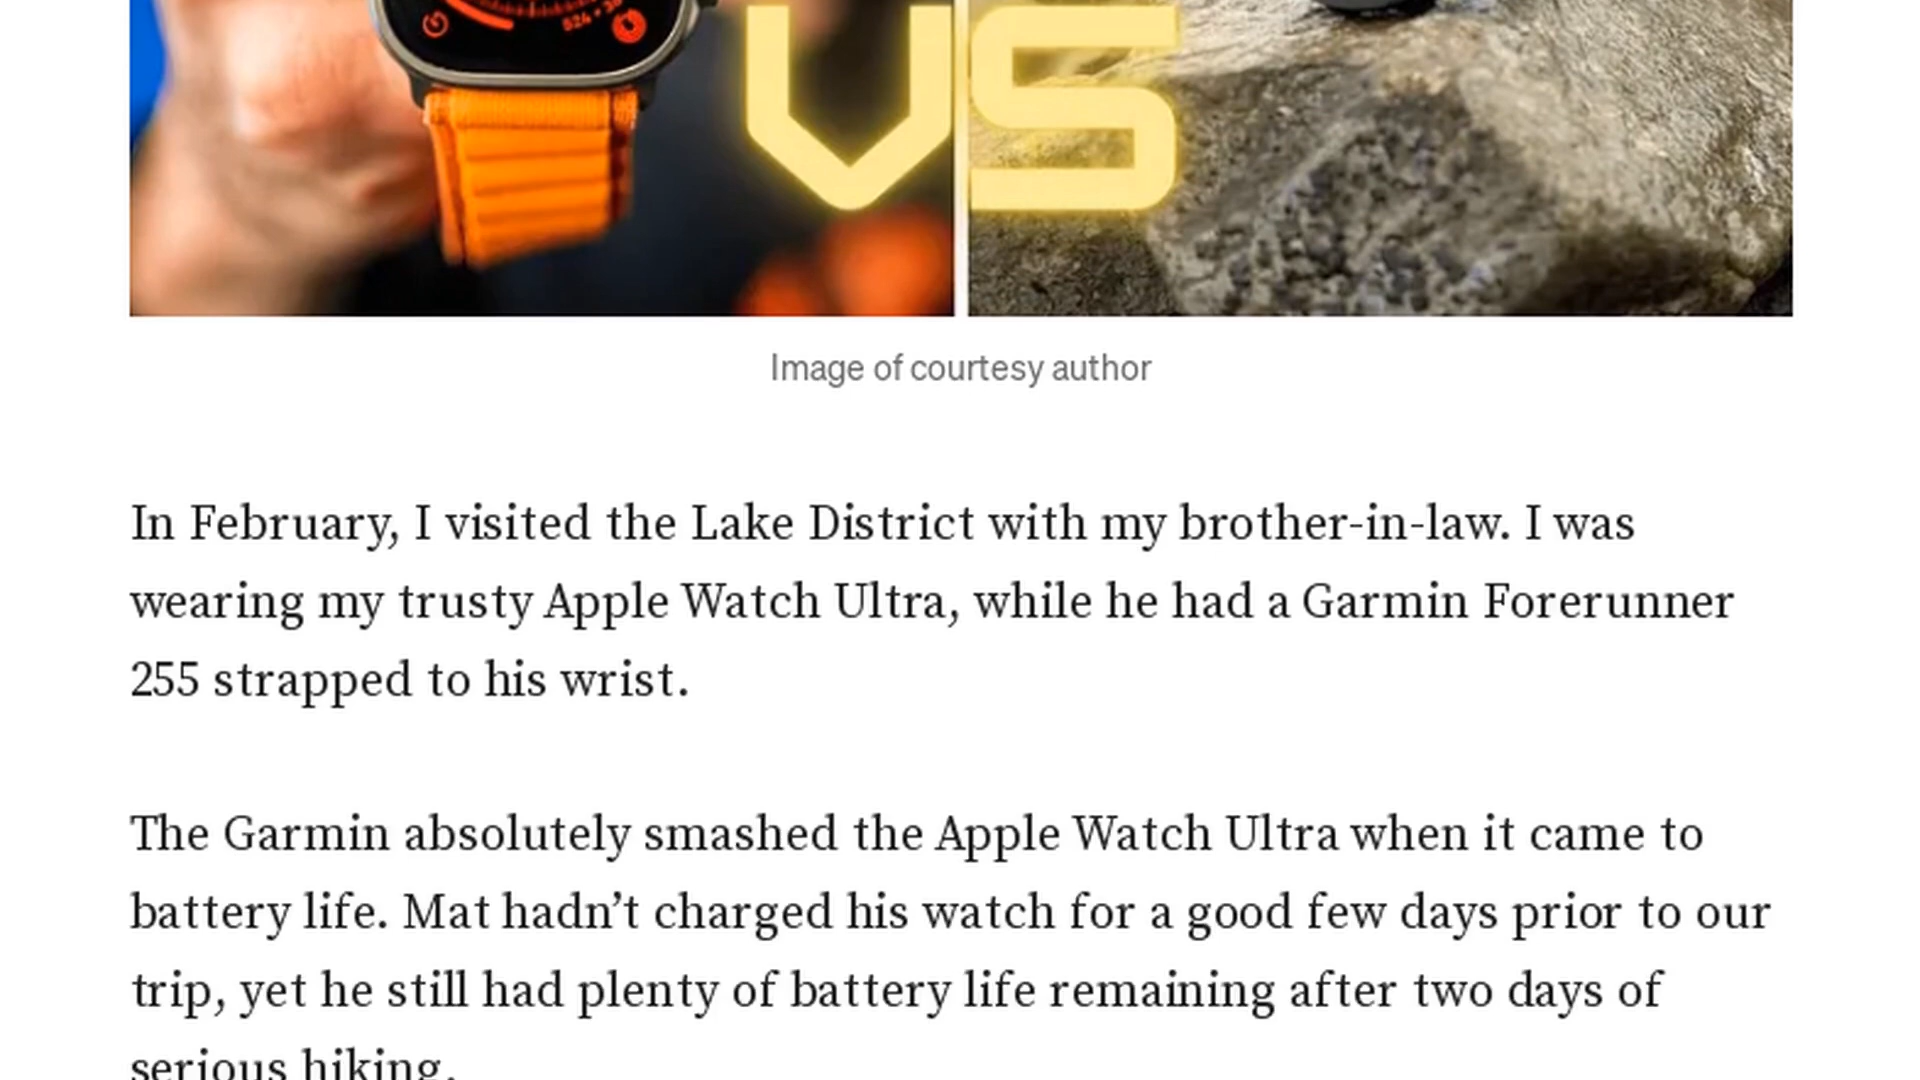 VS
Image of courtesy author
In February, I visited the Lake District with my brother-in-law. I was
wearing my trusty Apple Watch Ultra, while he had a Garmin Forerunner
255 strapped to his wrist.
The Garmin absolutely smashed the Apple Watch Ultra when it came to
battery life. Mat hadn’t charged his watch for a good few days prior to our
trip, yet he still had plenty of battery life remaining after two days of
serious hiking.